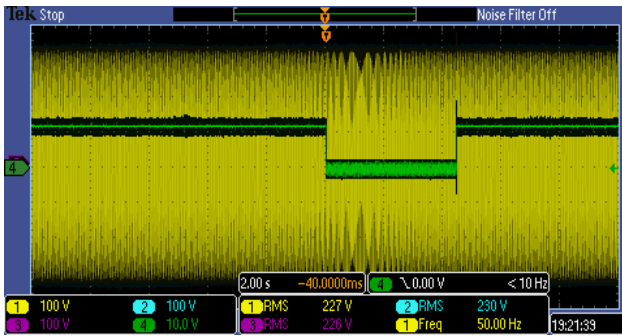 Tek Stop Noise Filter Off
4
2.00 s -40.0000ms 4 \ 0.00 V < 10 Hz
1 100 V 2 100 V 1 RMS 227 V 2 RMS 230 V
3 100 V 4 10.0 V 3 RMS 226 V 1 Freq 50.00 Hz 19:21:39